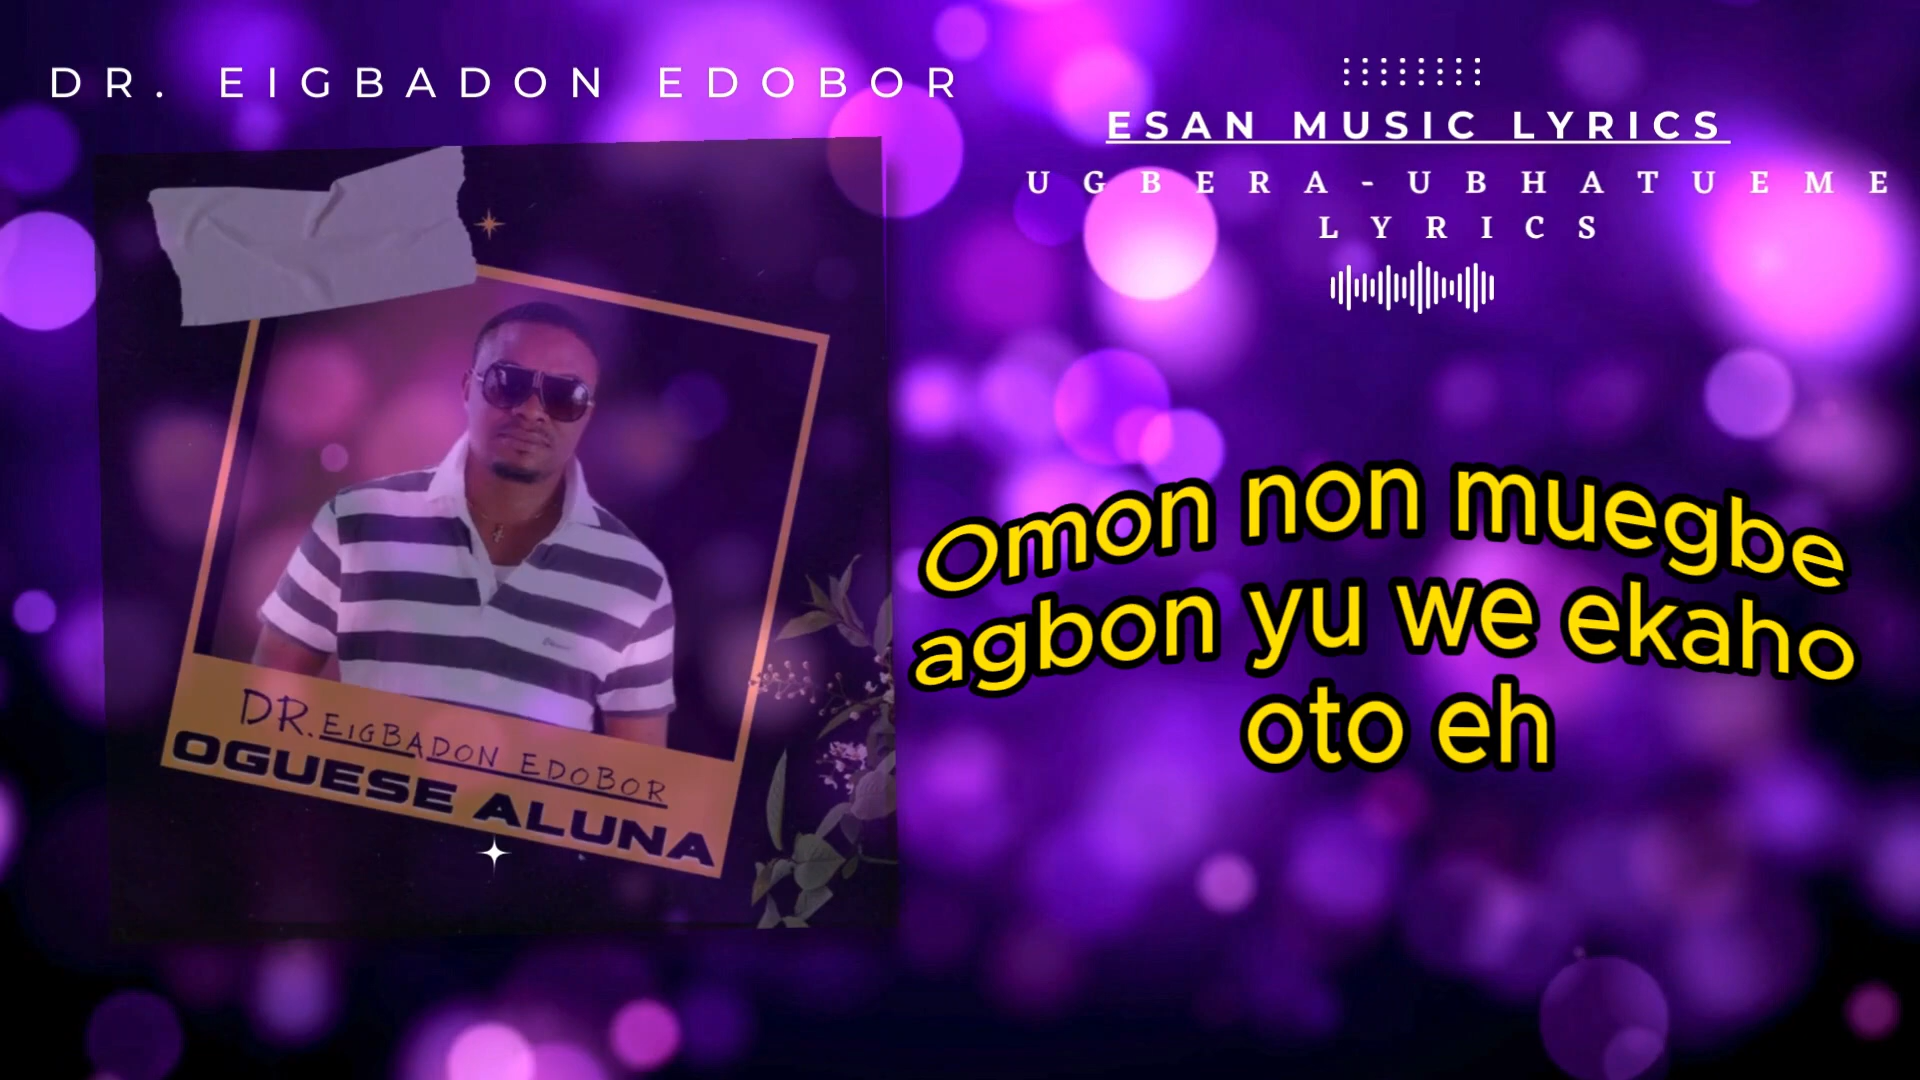 DR. EIGBADON EDOBOR
ESAN MUSIC LYRICS
UGBERA-UBHATUEME
LYRICS
Omon non muegbe
agbon yu we ekaho
oto eh
DR. EIGBADON EDOBOR
OGUESE ALUNA